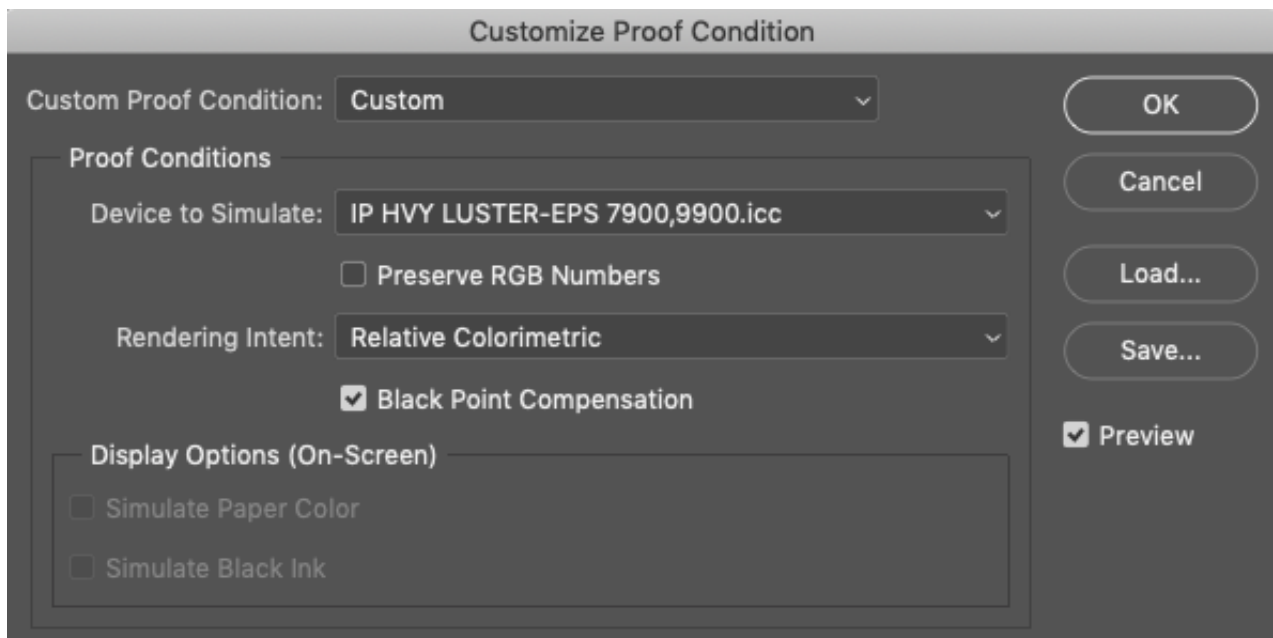 Customize Proof Condition
Custom Proof Condition: Custom
OK
Proof Conditions
Cancel
Device to Simulate: IP HVY LUSTER-EPS 7900,9900.icc
Preserve RGB Numbers
Load...
Rendering Intent: Relative Colorimetric
Save...
Black Point Compensation
Preview
Display Options (On-Screen)
Simulate Paper Color
Simulate Black Ink